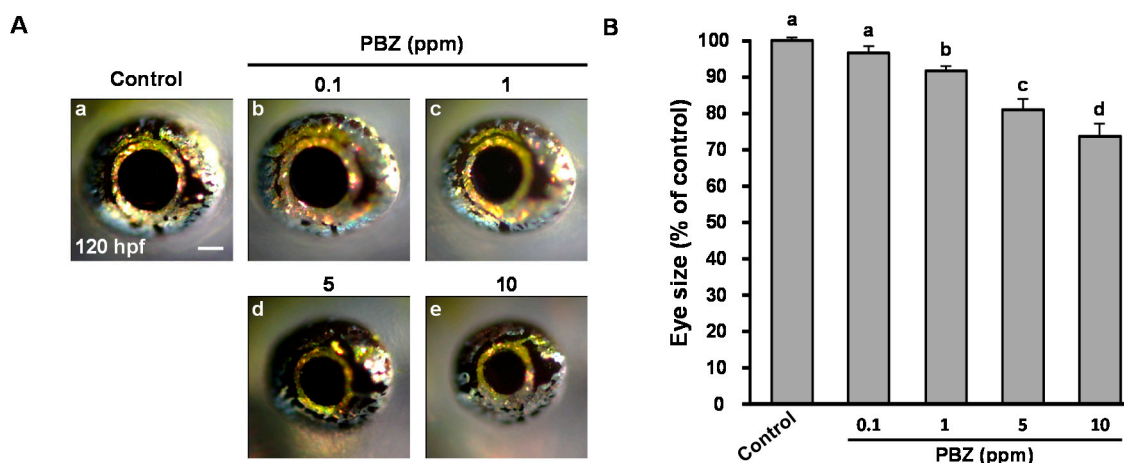 A
PBZ (ppm)
Control
0.1
1
a
b
c
120 hpf
5
10
d
e
B
Eye size (% of control)
100
90
80
70
60
50
40
30
20
10
0
a
a
b
c
d
Control
0.1
1
5
10
PBZ (ppm)